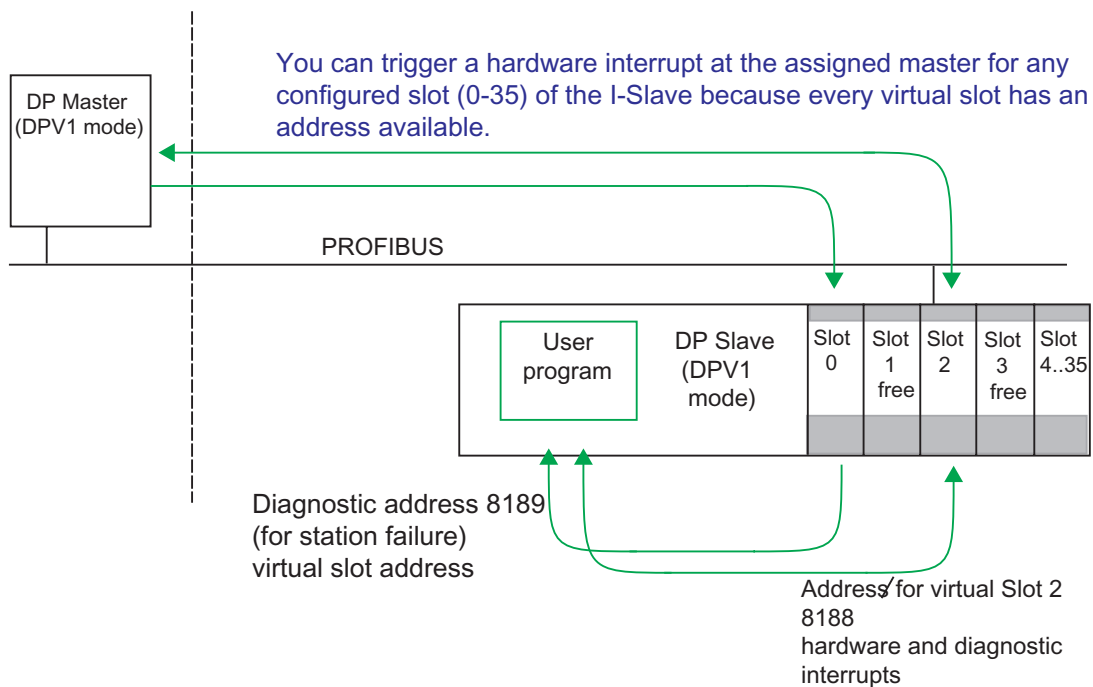 You can trigger a hardware interrupt at the assigned master for any
configured slot (0-35) of the I-Slave because every virtual slot has an
address available.
DP Master
(DPV1 mode)
PROFIBUS
User
program
DP Slave
(DPV1
mode)
Slot
0
Slot
1
free
Slot
2
Slot
3
free
Slot
4..35
Diagnostic address 8189
(for station failure)
virtual slot address
Address for virtual Slot 2
8188
hardware and diagnostic
interrupts